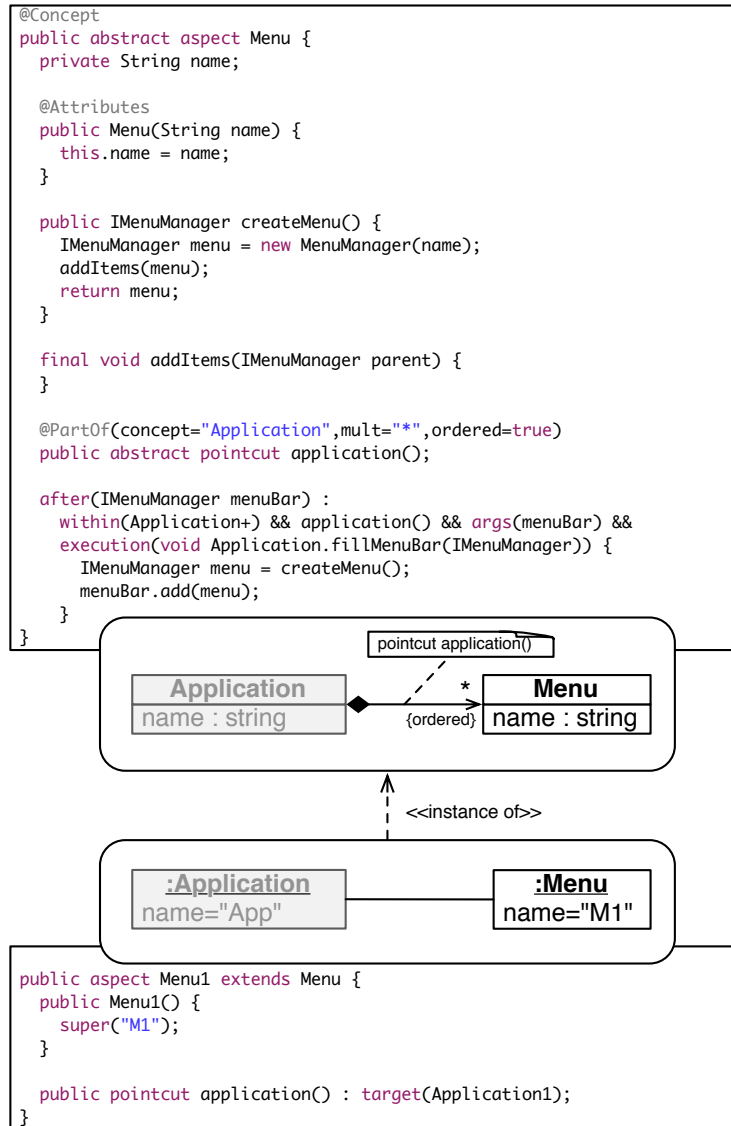 @Concept
public abstract aspect Menu {
private String name;
@Attributes
public Menu(String name) {
this.name = name;
}
public IMenuManager createMenu() {
IMenuManager menu = new MenuManager(name);
addItems(menu);
return menu;
}
final void addItems(IMenuManager parent) {
}
@PartOf(concept="Application",mult="*",ordered=true)
public abstract pointcut application();
after(IMenuManager menuBar) :
within(Application+) && application() && args(menuBar) &&
execution(void Application.fillMenuBar(IMenuManager)) {
IMenuManager menu = createMenu();
menuBar.add(menu);
}
}
pointcut application()
Application
name : string
*
{ordered}
Menu
name : string
<<instance of>>
:Application
name="App"
:Menu
name="M1"
public aspect Menu1 extends Menu {
public Menu1() {
super("M1");
}
public pointcut application() : target(Application1);
}